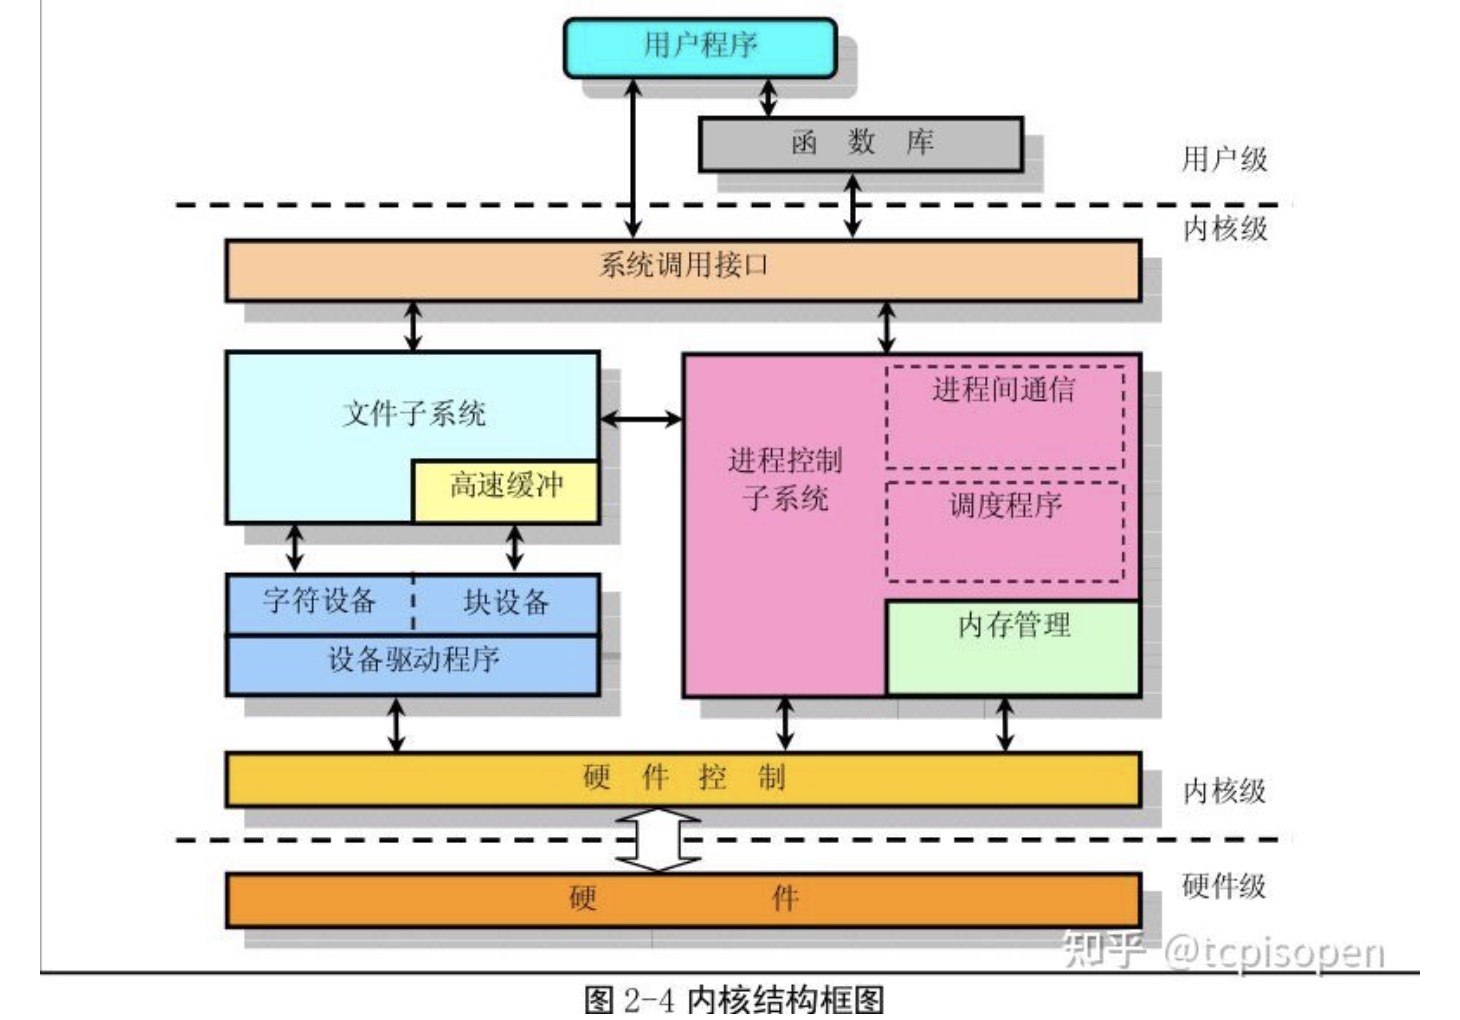 用户程序
函 数 库
用户级
内核级
系统调用接口
文件子系统
高速缓冲
进程控制
子系统
进程间通信
调度程序
内存管理
字符设备
块设备
设备驱动程序
硬 件 控 制
内核级
硬 件
硬件级
知乎 @tcpisopen
图 2-4 内核结构框图